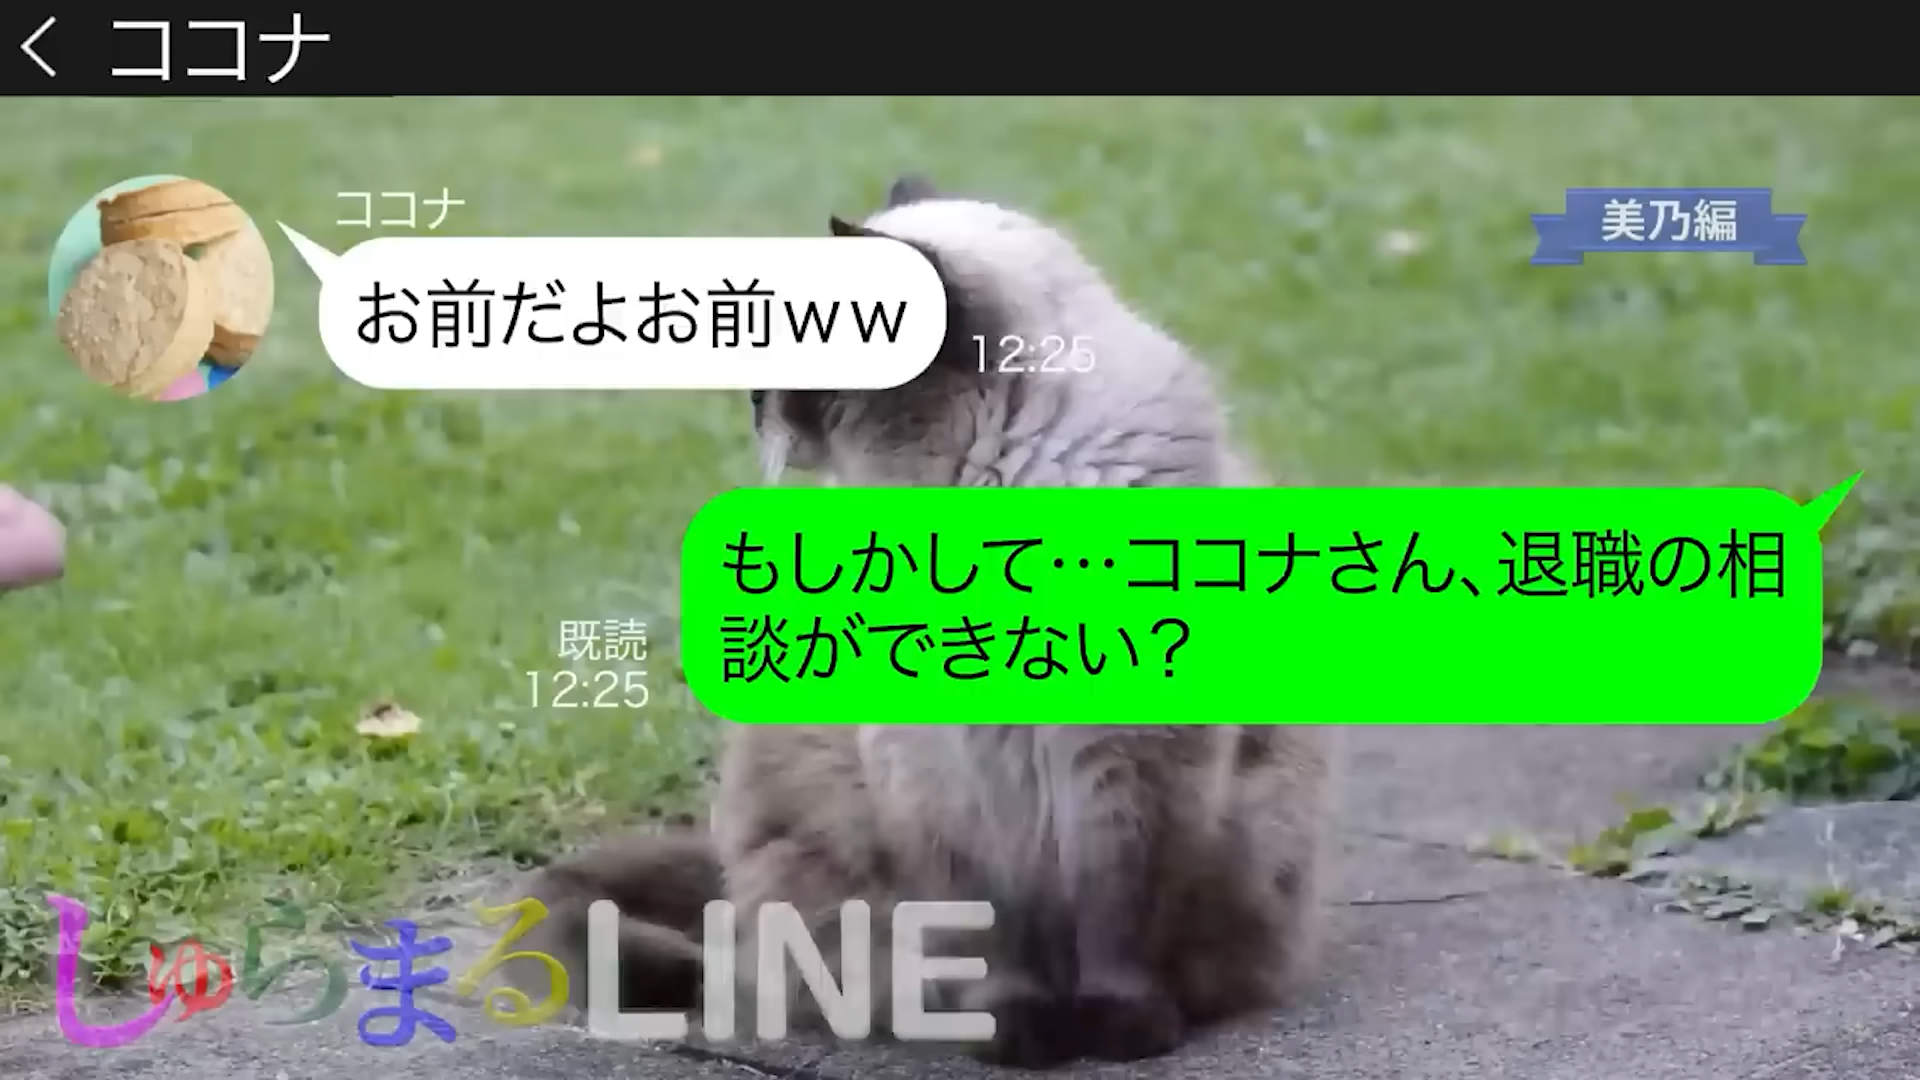 ココナ
ココナ
美乃編
お前だよお前ww
12:25
もしかして…ココナさん、退職の相
談ができない?
既読
12:25
しゅらまるLINE